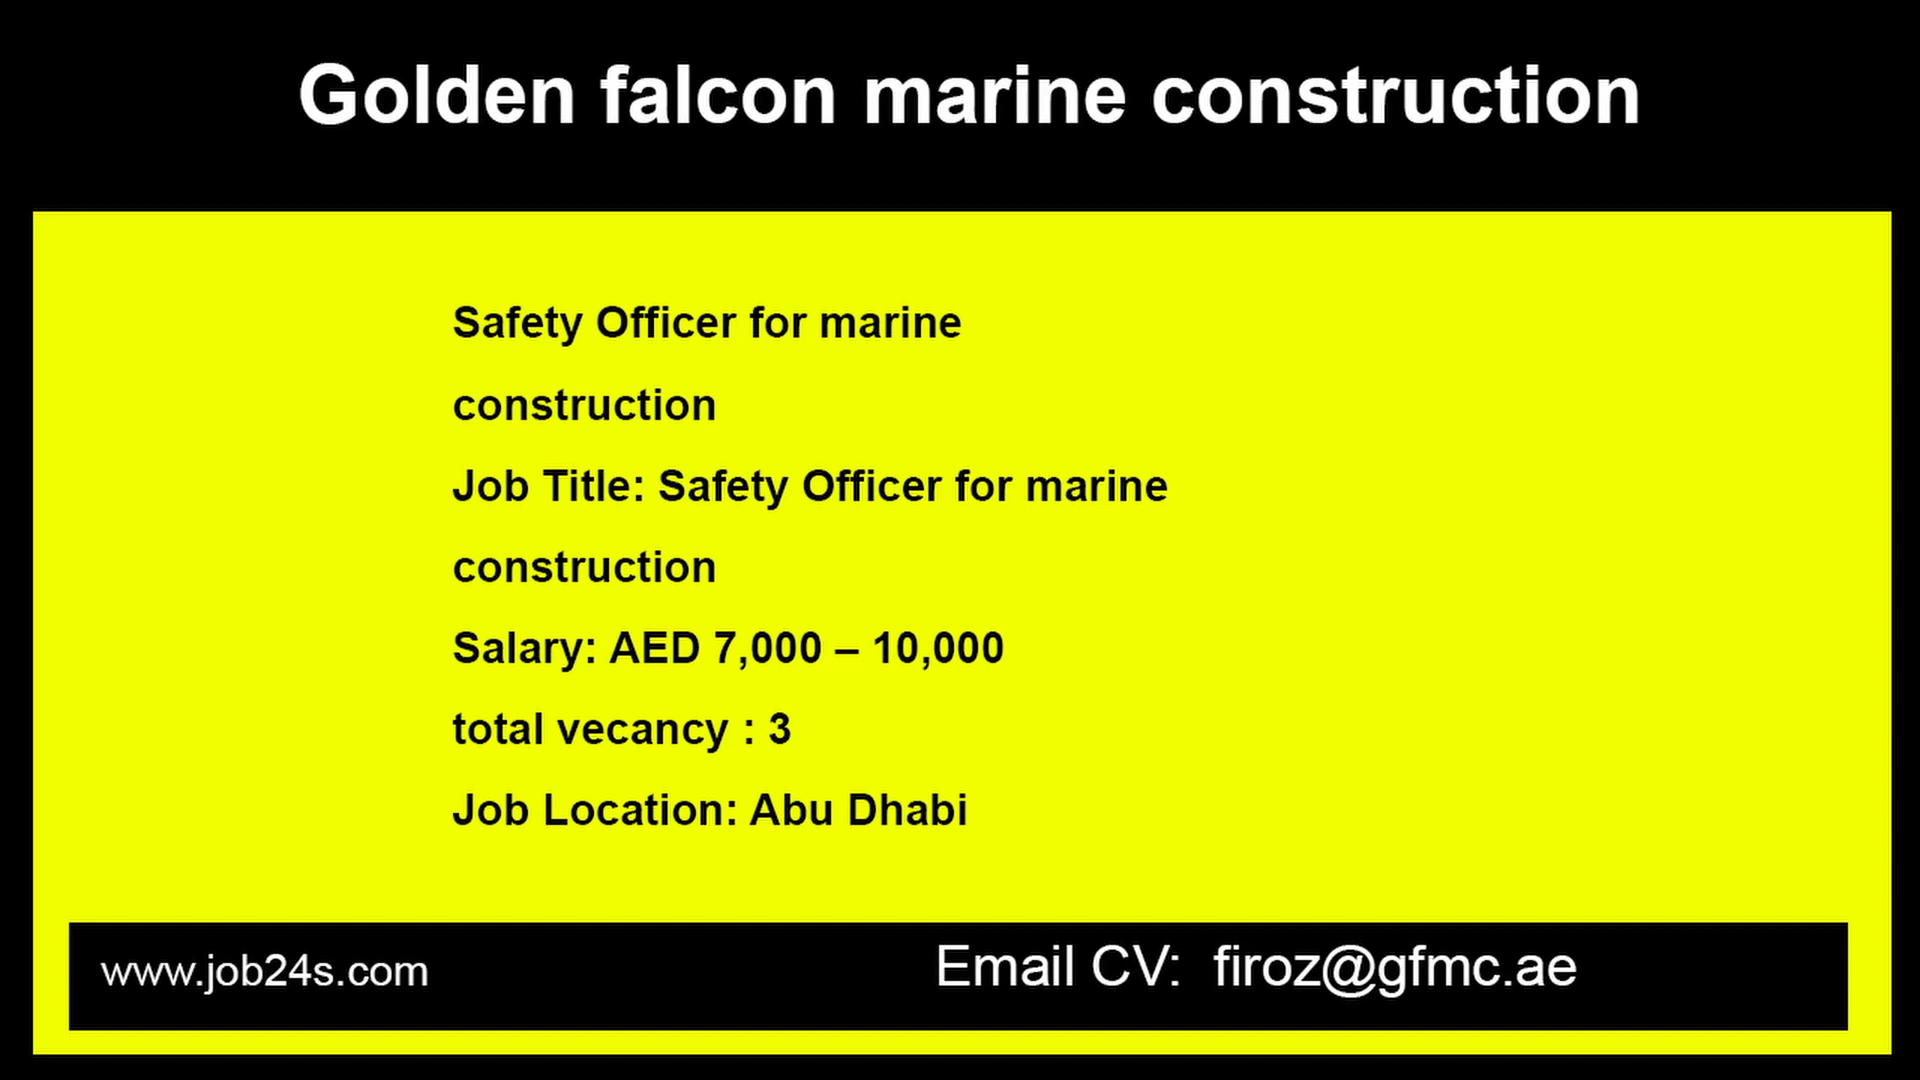 Golden falcon marine construction
Safety Officer for marine
construction
Job Title: Safety Officer for marine
construction
Salary: AED 7,000 – 10,000
total vecancy : 3
Job Location: Abu Dhabi
www.job24s.com
Email CV: firoz@gfmc.ae